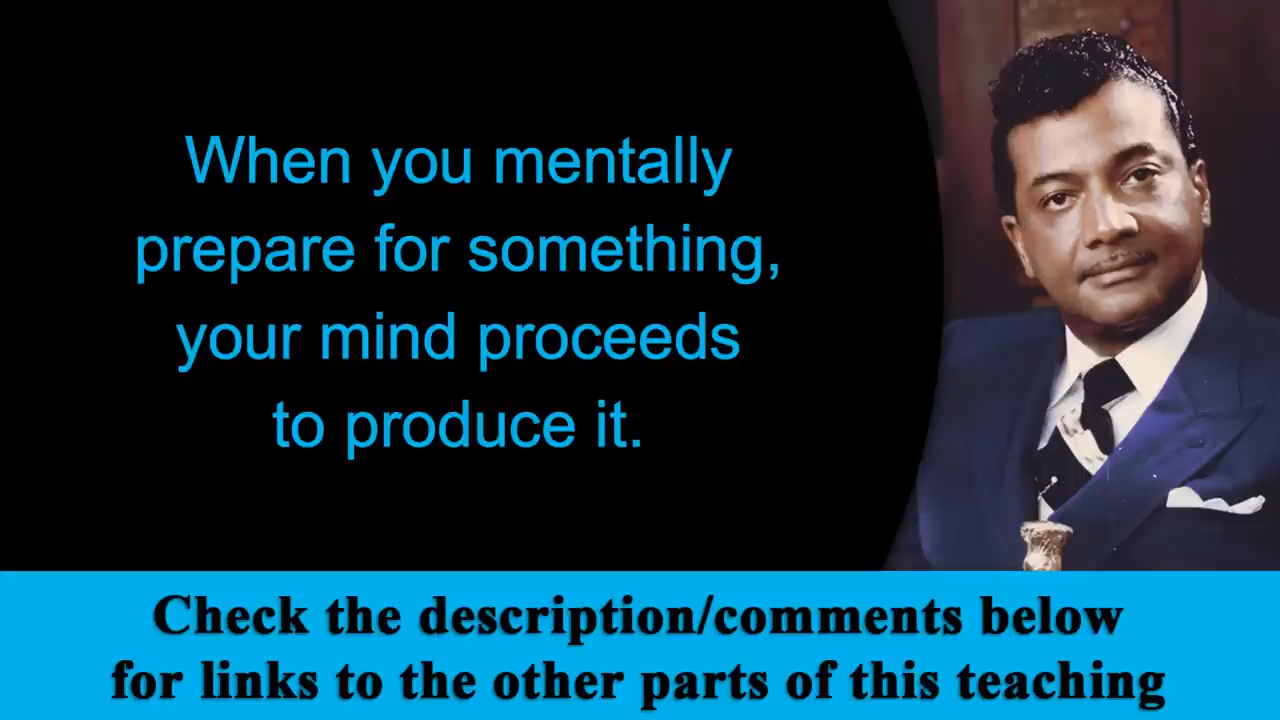 When you mentally
prepare for something,
your mind proceeds
to produce it.
Check the description/comments below
for links to the other parts of this teaching